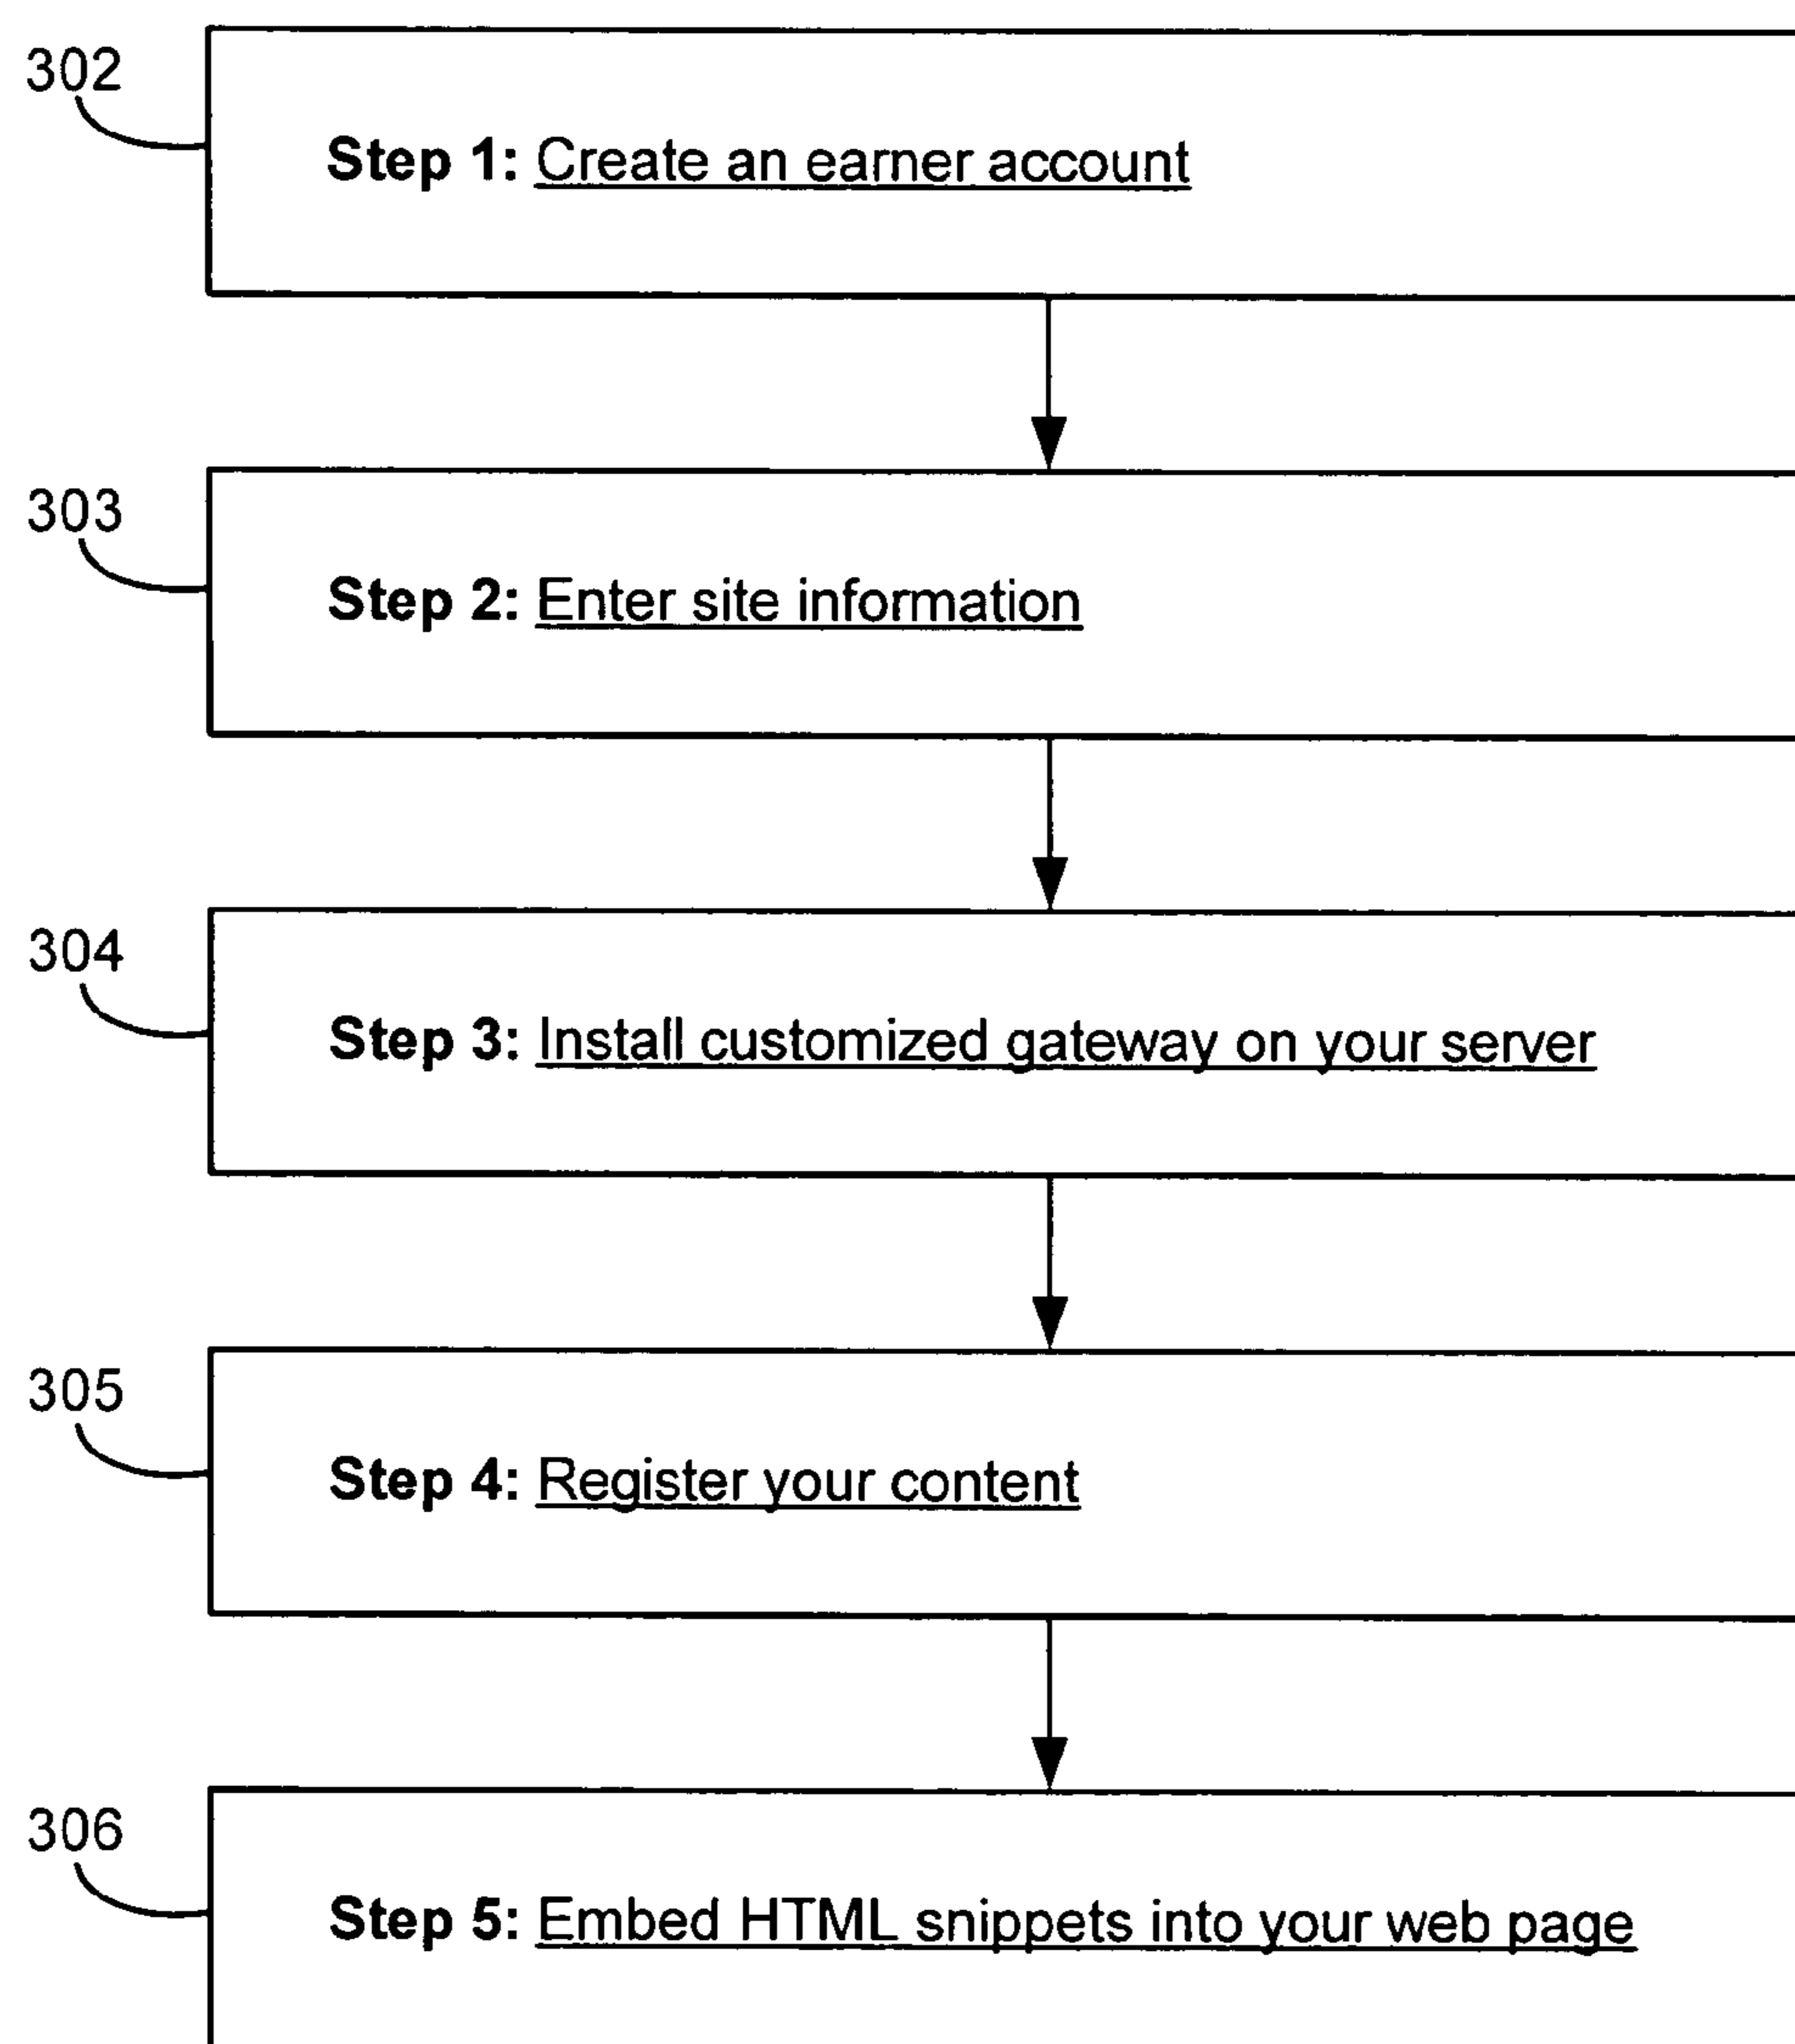 302
Step 1: Create an earner account
303
Step 2: Enter site information
304
Step 3: Install customized gateway on your server
305
Step 4: Register your content
306
Step 5: Embed HTML snippets into your web page